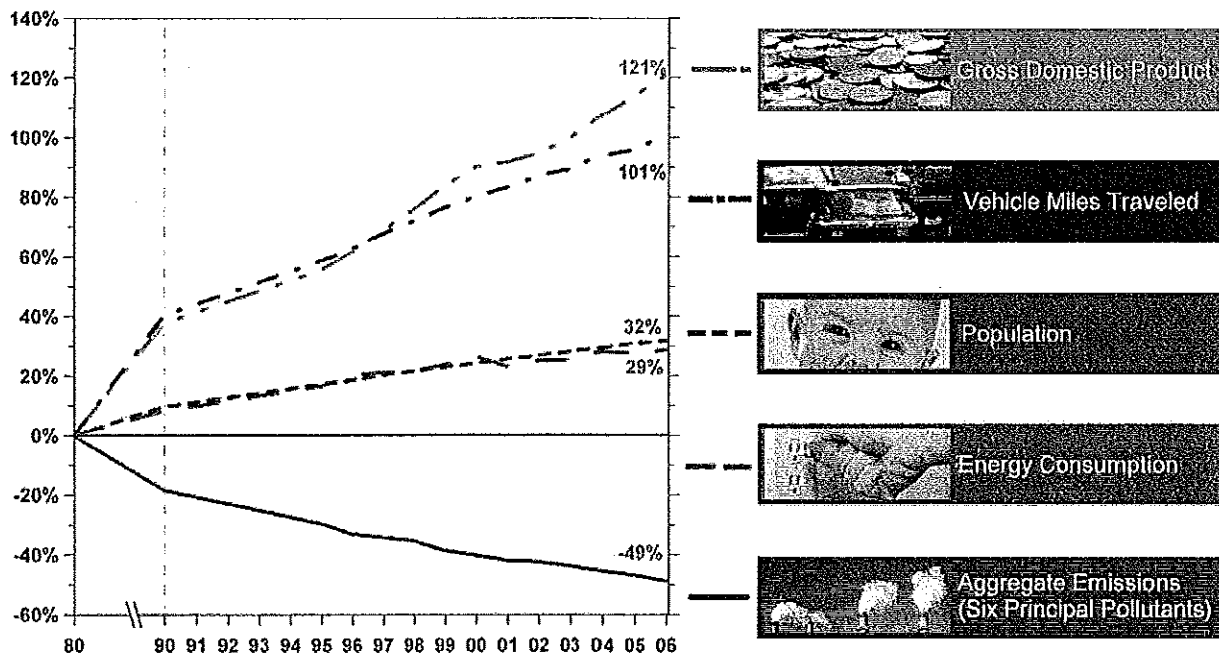 140%
120%
100%
80%
60%
40%
20%
0%
-20%
-40%
-60%
121%
101%
32%
29%
-49%
80 90 91 92 93 94 95 96 97 98 99 00 01 02 03 04 05 06
Gross Domestic Product
Vehicle Miles Traveled
Population
Energy Consumption
Aggregate Emissions
(Six Principal Pollutants)